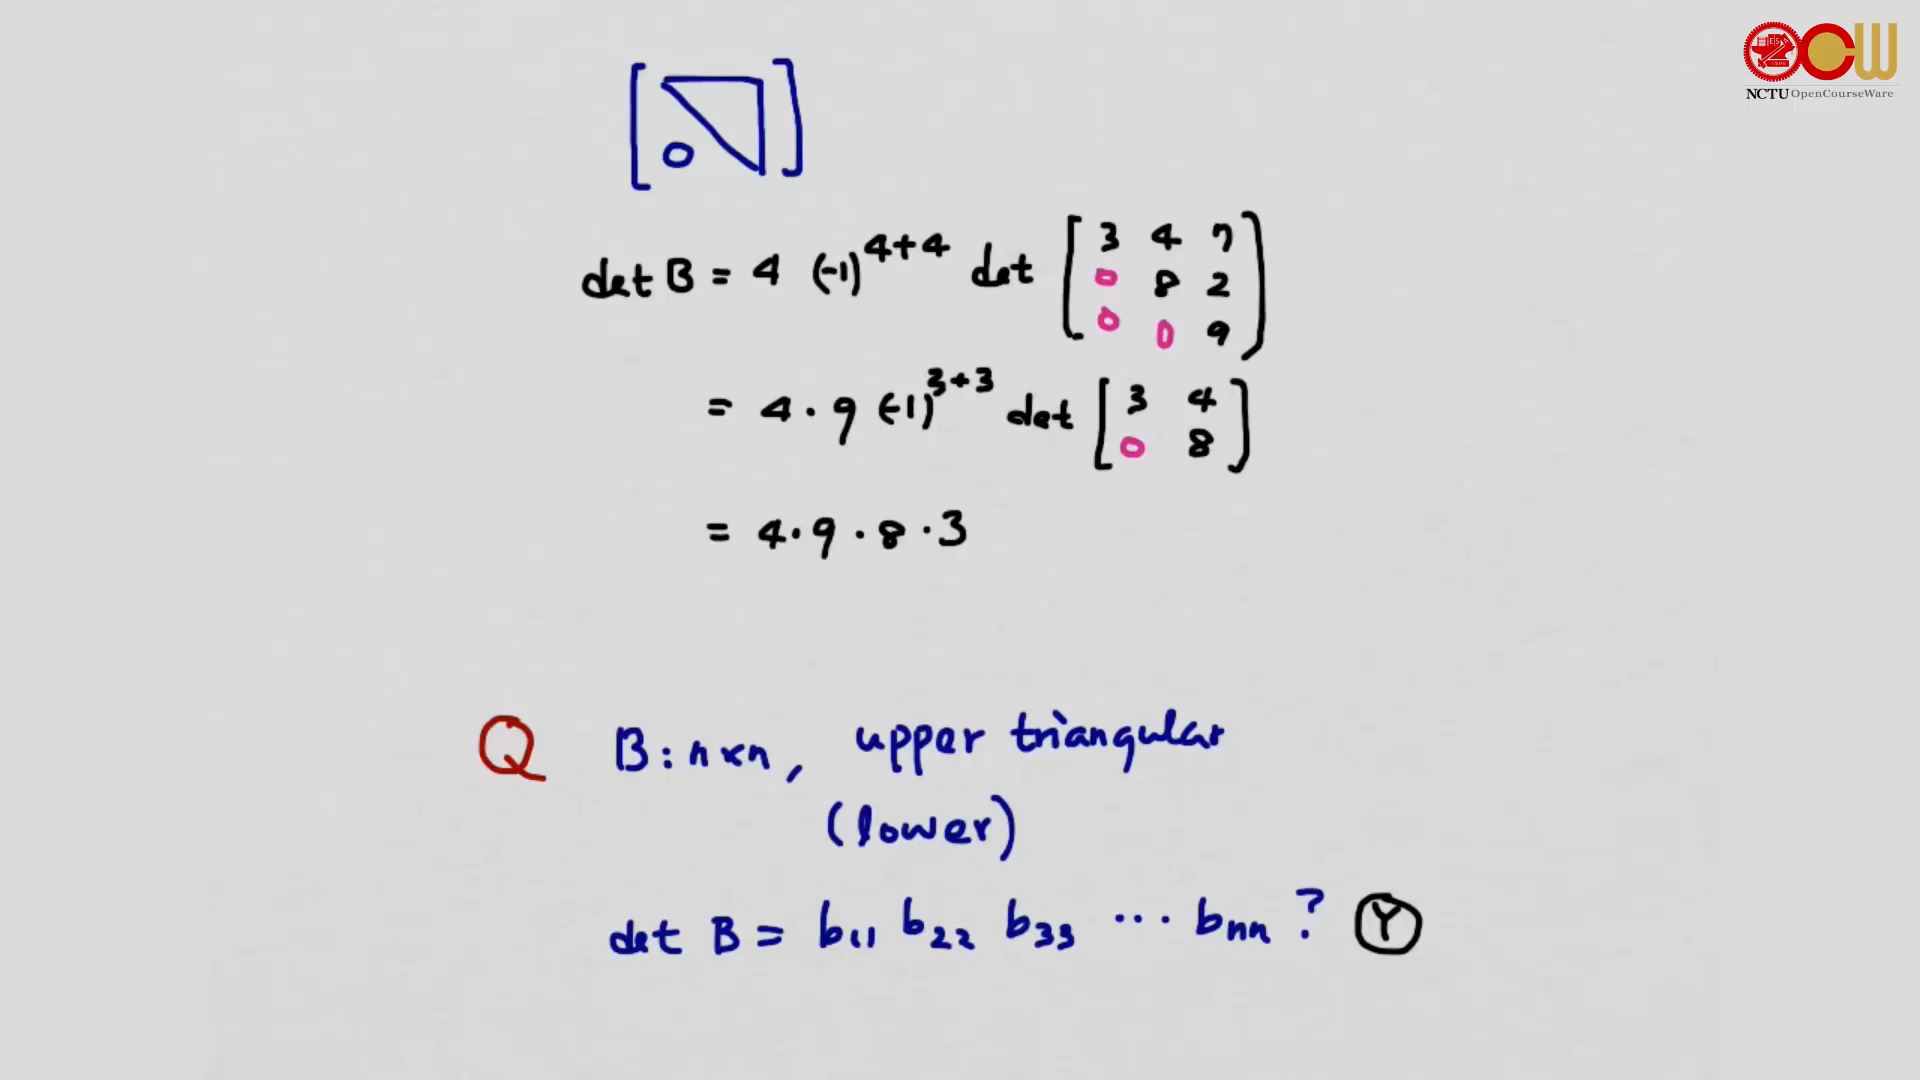 NCTU OpenCourseWare
[ 0 ]
det B = 4 (-1)^{4+4} det [ 3 4 7
0 8 2
0 0 9 ]
= 4 · 9 (-1)^{3+3} det [ 3 4
0 8 ]
= 4 · 9 · 8 · 3
Q B: n×n, upper triangular
(lower)
det B = b₁₁ b₂₂ b₃₃ ··· bₙₙ ? Y